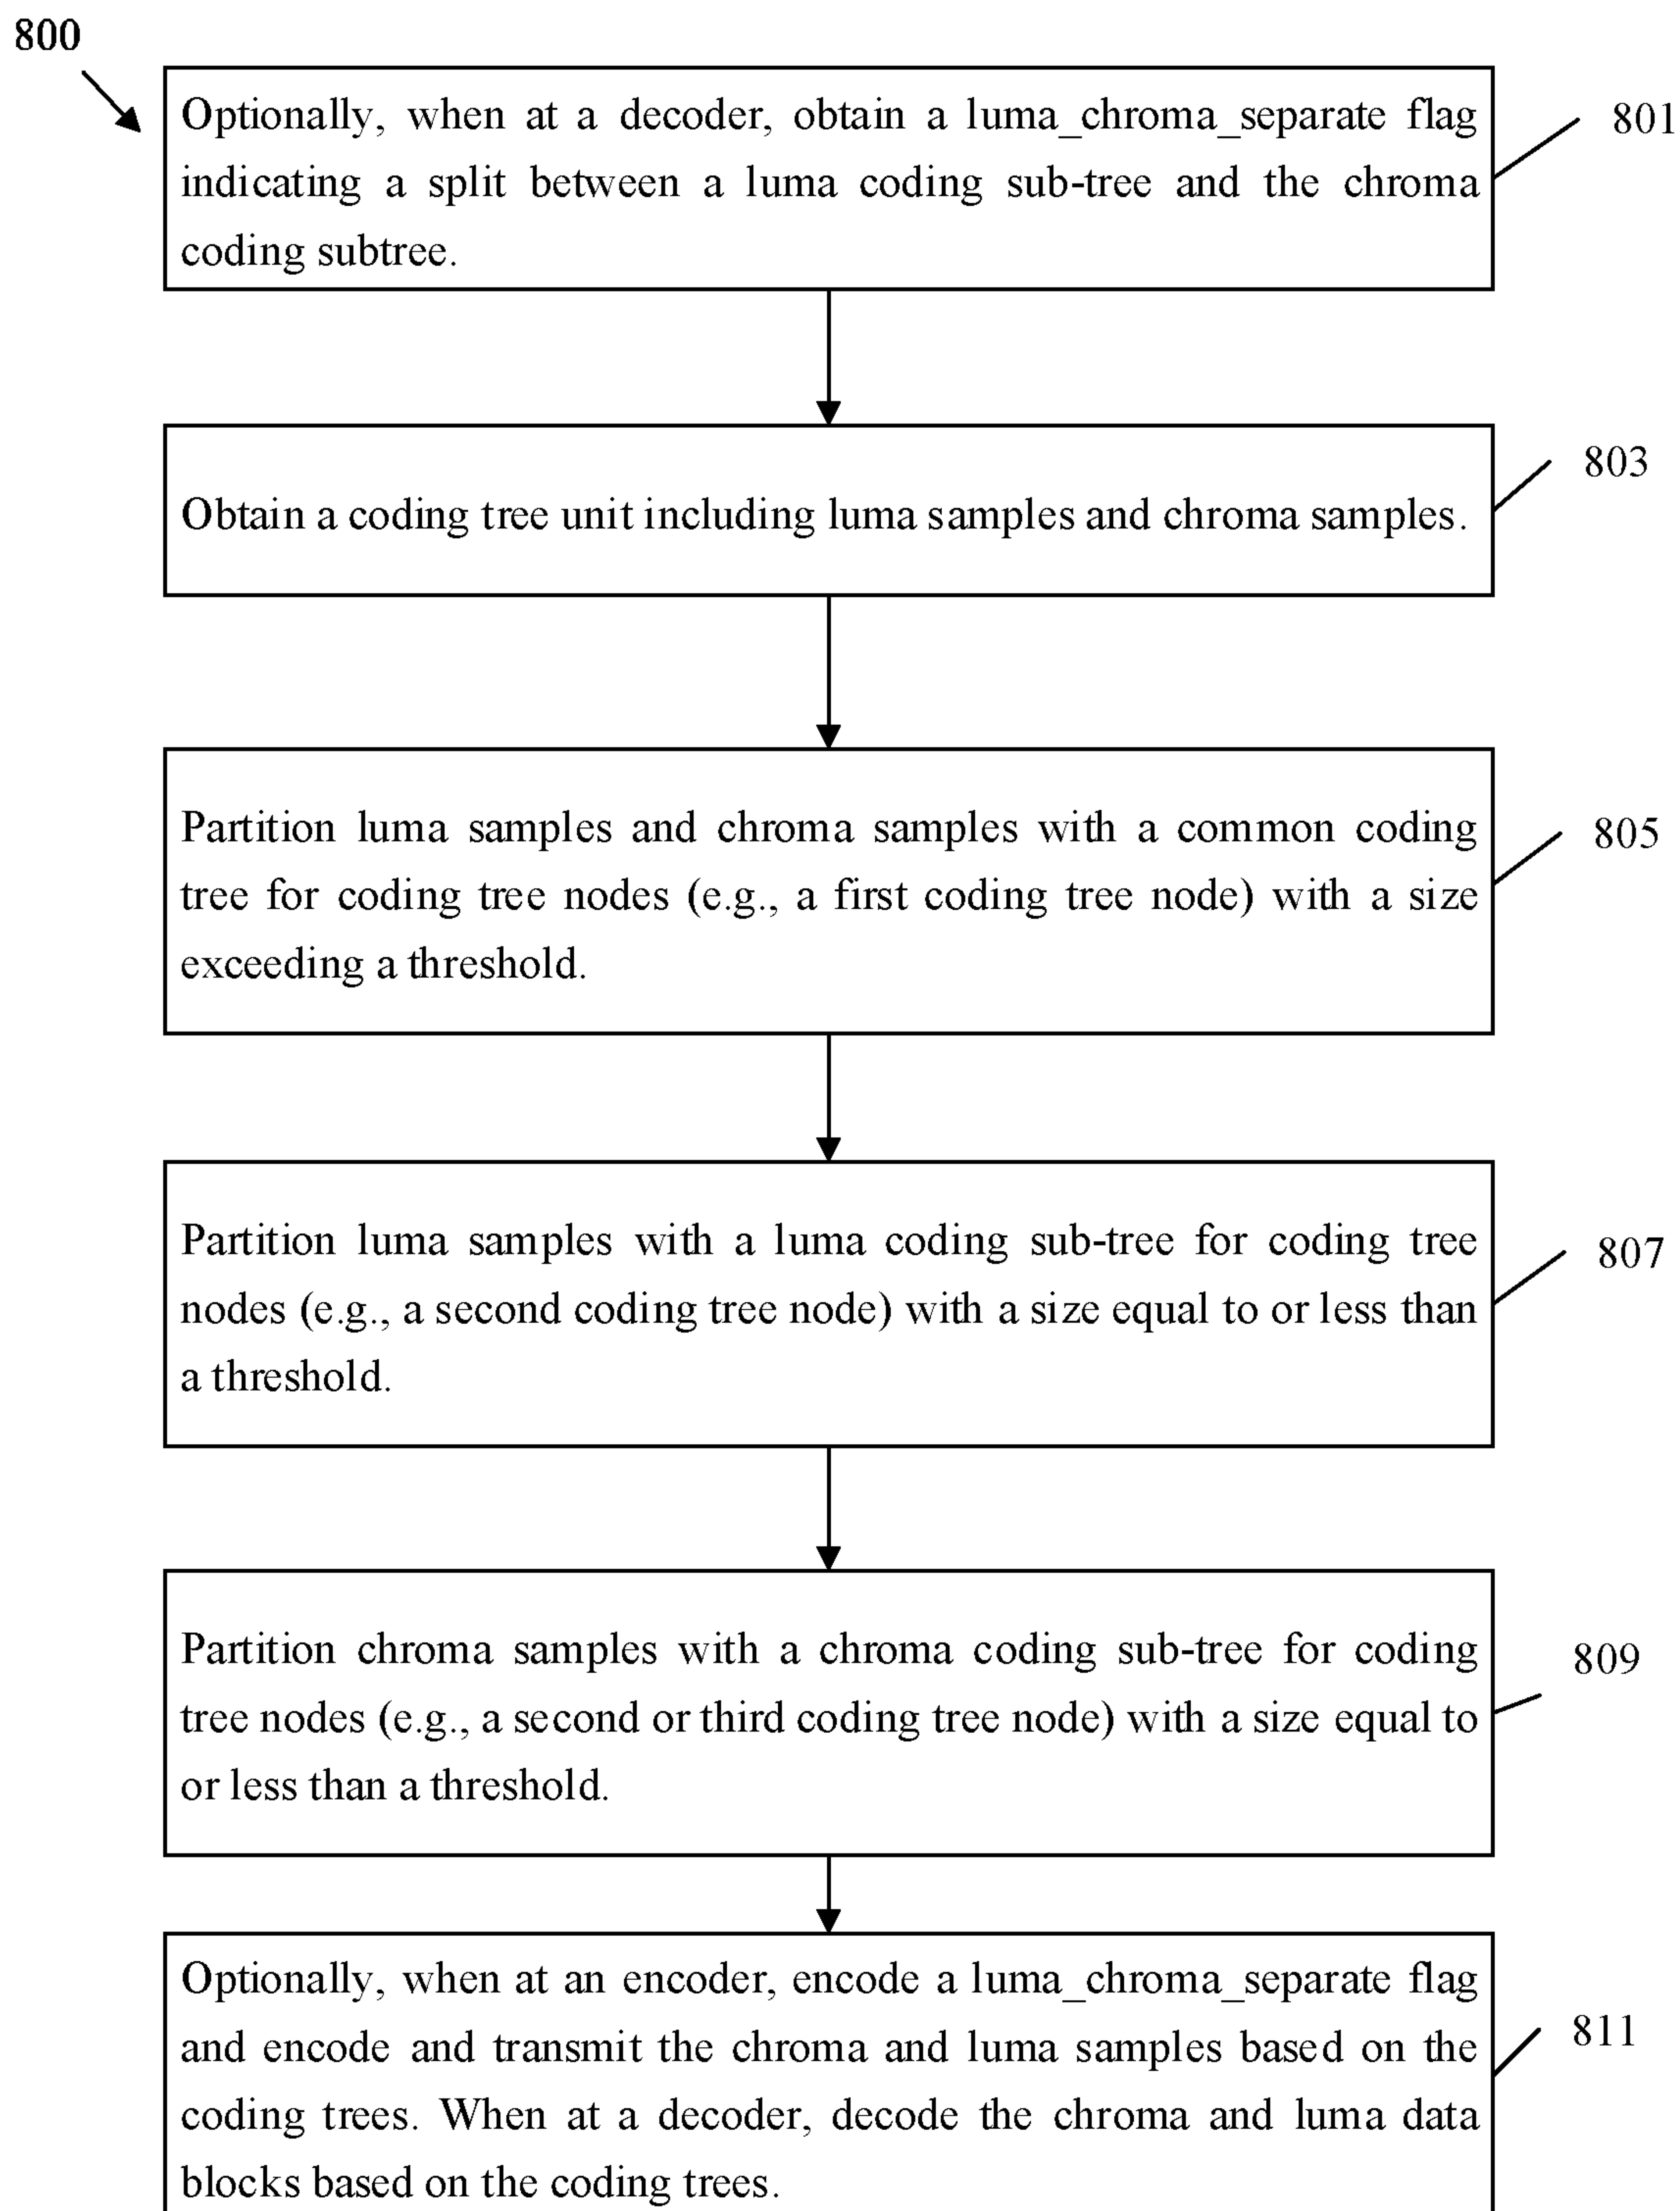 800
Optionally, when at a decoder, obtain a luma_chroma_separate flag
indicating a split between a luma coding sub-tree and the chroma
coding subtree.
801
Obtain a coding tree unit including luma samples and chroma samples.
803
Partition luma samples and chroma samples with a common coding
tree for coding tree nodes (e.g., a first coding tree node) with a size
exceeding a threshold.
805
Partition luma samples with a luma coding sub-tree for coding tree
nodes (e.g., a second coding tree node) with a size equal to or less than
a threshold.
807
Partition chroma samples with a chroma coding sub-tree for coding
tree nodes (e.g., a second or third coding tree node) with a size equal to
or less than a threshold.
809
Optionally, when at an encoder, encode a luma_chroma_separate flag
and encode and transmit the chroma and luma samples based on the
coding trees. When at a decoder, decode the chroma and luma data
blocks based on the coding trees.
811